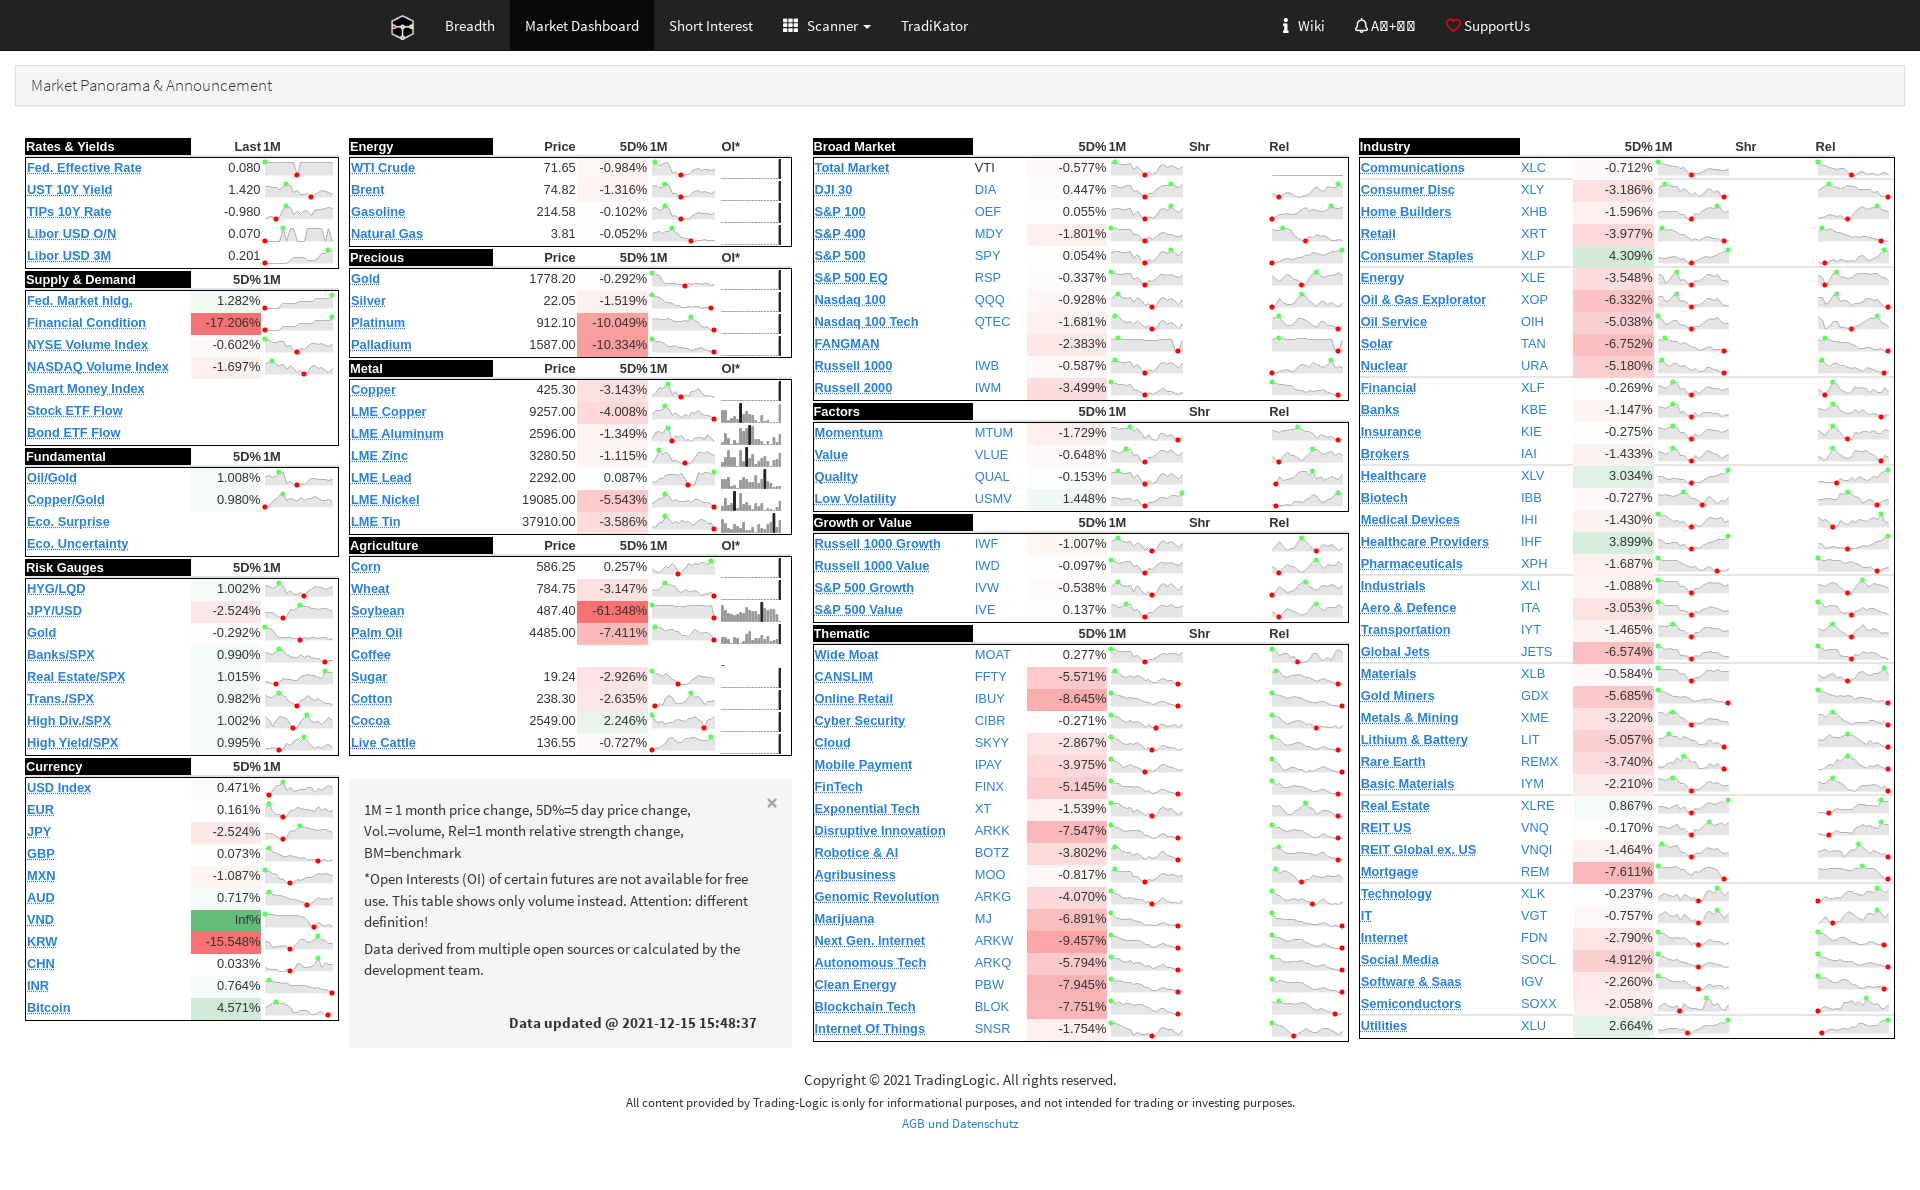 Breadth Market Dashboard Short Interest Scanner TradiKator Wiki SupportUs
Market Panorama & Announcement
Rates & Yields Last 1M
Fed. Effective Rate 0.080
UST 10Y Yield 1.420
TIPs 10Y Rate -0.980
Libor USD O/N 0.070
Libor USD 3M 0.201
Supply & Demand 5D% 1M
Fed. Market hldg. 1.282%
Financial Condition -17.206%
NYSE Volume Index -0.602%
NASDAQ Volume Index -1.697%
Smart Money Index
Stock ETF Flow
Bond ETF Flow
Fundamental 5D% 1M
Oil/Gold 1.008%
Copper/Gold 0.980%
Eco. Surprise
Eco. Uncertainty
Risk Gauges 5D% 1M
HYG/LQD 1.002%
JPY/USD -2.524%
Gold -0.292%
Banks/SPX 0.990%
Real Estate/SPX 1.015%
Trans./SPX 0.982%
High Div./SPX 1.002%
High Yield/SPX 0.995%
Currency 5D% 1M
USD Index 0.471%
EUR 0.161%
JPY -2.524%
GBP 0.073%
MXN -1.087%
AUD 0.717%
VND Inf%
KRW -15.548%
CHN 0.033%
INR 0.764%
Bitcoin 4.571%
Energy Price 5D% 1M OI*
WTI Crude 71.65 -0.984%
Brent 74.82 -1.316%
Gasoline 214.58 -0.102%
Natural Gas 3.81 -0.052%
Precious Price 5D% 1M OI*
Gold 1778.20 -0.292%
Silver 22.05 -1.519%
Platinum 912.10 -10.049%
Palladium 1587.00 -10.334%
Metal Price 5D% 1M OI*
Copper 425.30 -3.143%
LME Copper 9257.00 -4.008%
LME Aluminum 2596.00 -1.349%
LME Zinc 3280.50 -1.115%
LME Lead 2292.00 0.087%
LME Nickel 19085.00 -5.543%
LME Tin 37910.00 -3.586%
Agriculture Price 5D% 1M OI*
Corn 586.25 0.257%
Wheat 784.75 -3.147%
Soybean 487.40 -61.348%
Palm Oil 4485.00 -7.411%
Coffee
Sugar 19.24 -2.926%
Cotton 238.30 -2.635%
Cocoa 2549.00 2.246%
Live Cattle 136.55 -0.727%
×
1M = 1 month price change, 5D%=5 day price change,
Vol.=volume, Rel=1 month relative strength change,
BM=benchmark
*Open Interests (OI) of certain futures are not available for free
use. This table shows only volume instead. Attention: different
definition!
Data derived from multiple open sources or calculated by the
development team.
Data updated @ 2021-12-15 15:48:37
Broad Market 5D% 1M Shr Rel
Total Market VTI -0.577%
DJI 30 DIA 0.447%
S&P 100 OEF 0.055%
S&P 400 MDY -1.801%
S&P 500 SPY 0.054%
S&P 500 EQ RSP -0.337%
Nasdaq 100 QQQ -0.928%
Nasdaq 100 Tech QTEC -1.681%
FANGMAN -2.383%
Russell 1000 IWB -0.587%
Russell 2000 IWM -3.499%
Factors 5D% 1M Shr Rel
Momentum MTUM -1.729%
Value VLUE -0.648%
Quality QUAL -0.153%
Low Volatility USMV 1.448%
Growth or Value 5D% 1M Shr Rel
Russell 1000 Growth IWF -1.007%
Russell 1000 Value IWD -0.097%
S&P 500 Growth IVW -0.538%
S&P 500 Value IVE 0.137%
Thematic 5D% 1M Shr Rel
Wide Moat MOAT 0.277%
CANSLIM FFTY -5.571%
Online Retail IBUY -8.645%
Cyber Security CIBR -0.271%
Cloud SKYY -2.867%
Mobile Payment IPAY -3.975%
FinTech FINX -5.145%
Exponential Tech XT -1.539%
Disruptive Innovation ARKK -7.547%
Robotice & AI BOTZ -3.802%
Agribusiness MOO -0.817%
Genomic Revolution ARKG -4.070%
Marijuana MJ -6.891%
Next Gen. Internet ARKW -9.457%
Autonomous Tech ARKQ -5.794%
Clean Energy PBW -7.945%
Blockchain Tech BLOK -7.751%
Internet Of Things SNSR -1.754%
Industry 5D% 1M Shr Rel
Communications XLC -0.712%
Consumer Disc XLY -3.186%
Home Builders XHB -1.596%
Retail XRT -3.977%
Consumer Staples XLP 4.309%
Energy XLE -3.548%
Oil & Gas Explorator XOP -6.332%
Oil Service OIH -5.038%
Solar TAN -6.752%
Nuclear URA -5.180%
Financial XLF -0.269%
Banks KBE -1.147%
Insurance KIE -0.275%
Brokers IAI -1.433%
Healthcare XLV 3.034%
Biotech IBB -0.727%
Medical Devices IHI -1.430%
Healthcare Providers IHF 3.899%
Pharmaceuticals XPH -1.687%
Industrials XLI -1.088%
Aero & Defence ITA -3.053%
Transportation IYT -1.465%
Global Jets JETS -6.574%
Materials XLB -0.584%
Gold Miners GDX -5.685%
Metals & Mining XME -3.220%
Lithium & Battery LIT -5.057%
Rare Earth REMX -3.740%
Basic Materials IYM -2.210%
Real Estate XLRE 0.867%
REIT US VNQ -0.170%
REIT Global ex. US VNQI -1.464%
Mortgage REM -7.611%
Technology XLK -0.237%
IT VGT -0.757%
Internet FDN -2.790%
Social Media SOCL -4.912%
Software & Saas IGV -2.260%
Semiconductors SOXX -2.058%
Utilities XLU 2.664%
Copyright © 2021 TradingLogic. All rights reserved.
All content provided by Trading-Logic is only for informational purposes, and not intended for trading or investing purposes.
AGB und Datenschutz